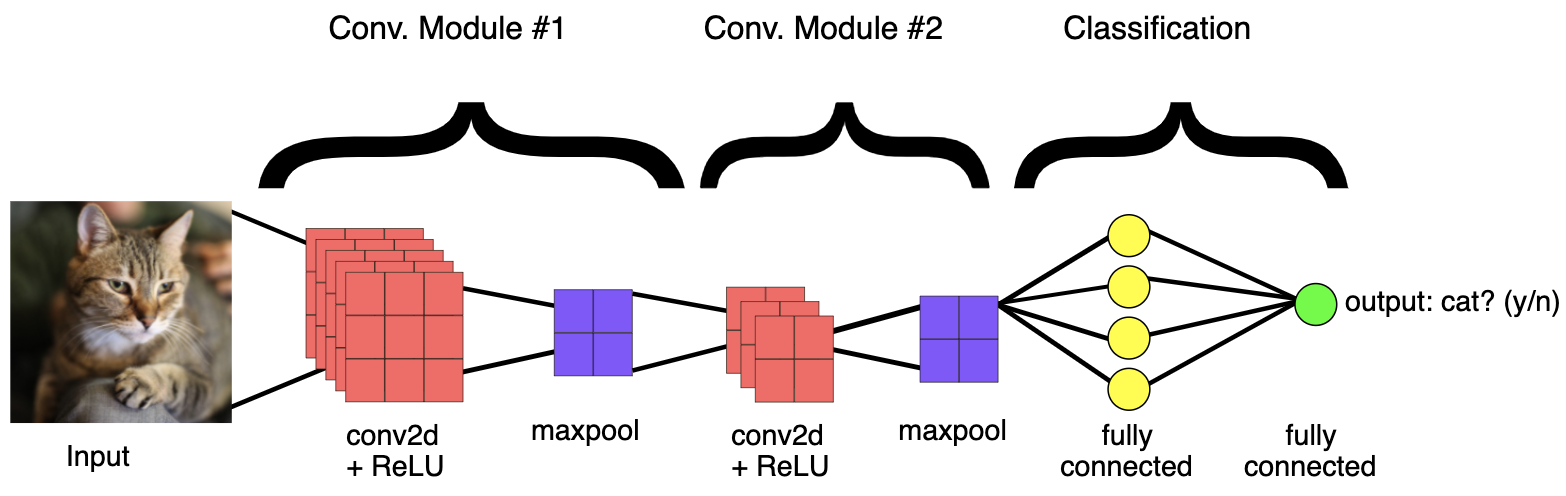 Conv. Module #1
Conv. Module #2
Classification
Input
conv2d
+ ReLU
maxpool
conv2d
+ ReLU
maxpool
fully
connected
fully
connected
output: cat? (y/n)